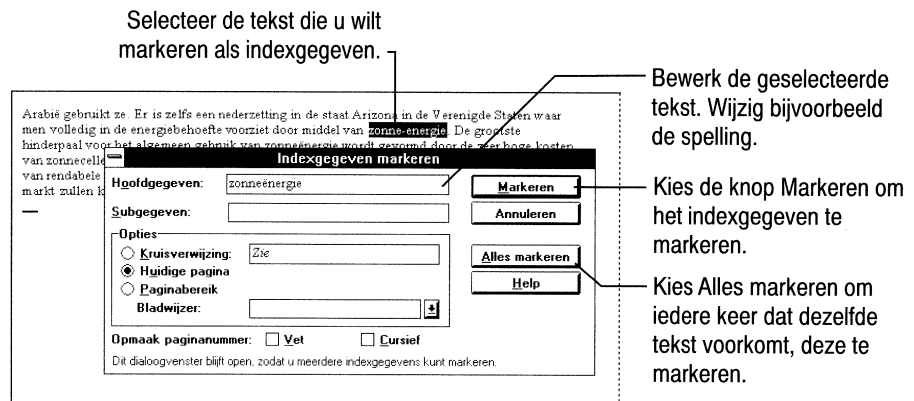 Selecteer de tekst die u wilt
markeren als indexgegeven.
Bewerk de geselecteerde
tekst. Wijzig bijvoorbeeld
de spelling.
Kies de knop Markeren om
het indexgegeven te
markeren.
Kies Alles markeren om
iedere keer dat dezelfde
tekst voorkomt, deze te
markeren.
Arabië gebruikt ze. Er is zelfs een nederzetting in de staat Arizona in de Verenigde Staten waar
men volledig in de energiebehoefte voorziet door middel van zonne-energie. De grootste
hinderpaal voor het algemeen gebruik van zonneënergie wordt gevormd door de zeer hoge kosten
van zonnecelle
van rendabele
markt zullen k
Indexgegeven markeren
Hoofdgegeven: zonneënergie
Markeren
Subgegeven:
Annuleren
Opties
Kruisverwijzing: Zie
Alles markeren
Huidige pagina
Help
Paginabereik
Bladwijzer:
Opmaak paginanummer: Vet Cursief
Dit dialoogvenster blijft open, zodat u meerdere indexgegevens kunt markeren.